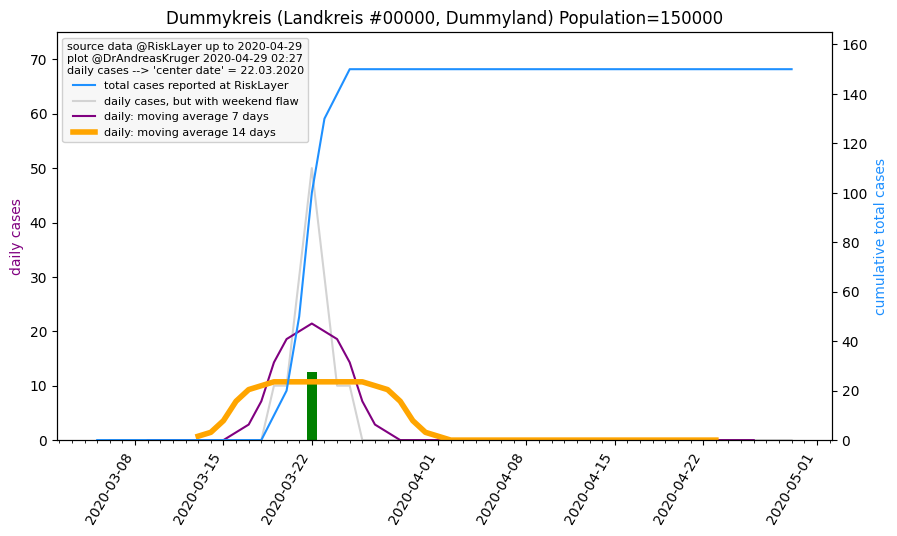 Dummykreis (Landkreis #00000, Dummyland) Population=150000
source data @RiskLayer up to 2020-04-29
plot @DrAndreasKruger 2020-04-29 02:27
daily cases --> 'center date' = 22.03.2020
total cases reported at RiskLayer
daily cases, but with weekend flaw
daily: moving average 7 days
daily: moving average 14 days
daily cases
70
60
50
40
30
20
10
0
160
140
120
100
80
60
40
20
0
cumulative total cases
2020-03-08
2020-03-15
2020-03-22
2020-04-01
2020-04-08
2020-04-15
2020-04-22
2020-05-01